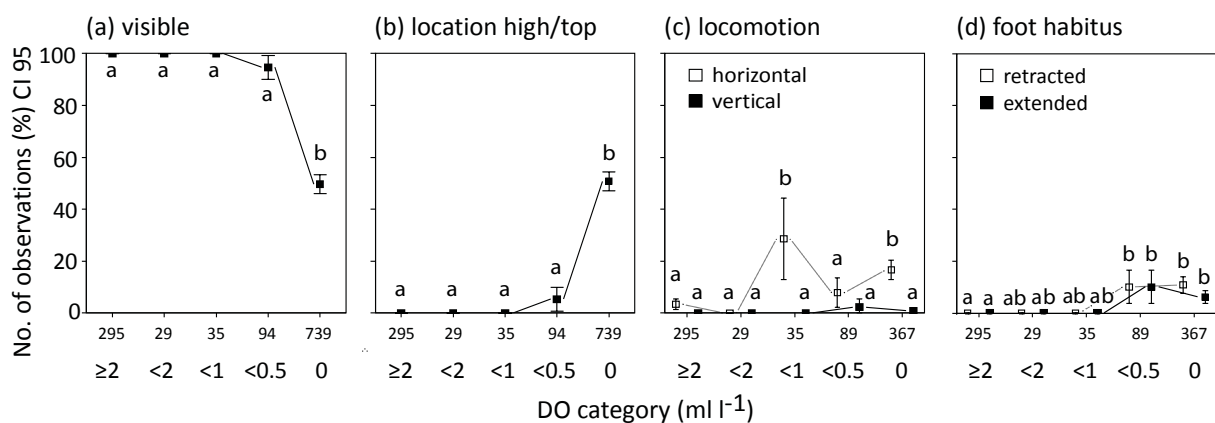 (a) visible (b) location high/top (c) locomotion (d) foot habitus
No. of observations (%) CI 95
100
80
60
40
20
0
a a a a b
a a a a b
horizontal
vertical
a a a b a a a b a
retracted
extended
a a ab ab ab ab b b b b
295 29 35 94 739 295 29 35 94 739 295 29 35 89 367 295 29 35 89 367
≥2 <2 <1 <0.5 0 ≥2 <2 <1 <0.5 0 ≥2 <2 <1 <0.5 0 ≥2 <2 <1 <0.5 0
DO category (ml l⁻¹)